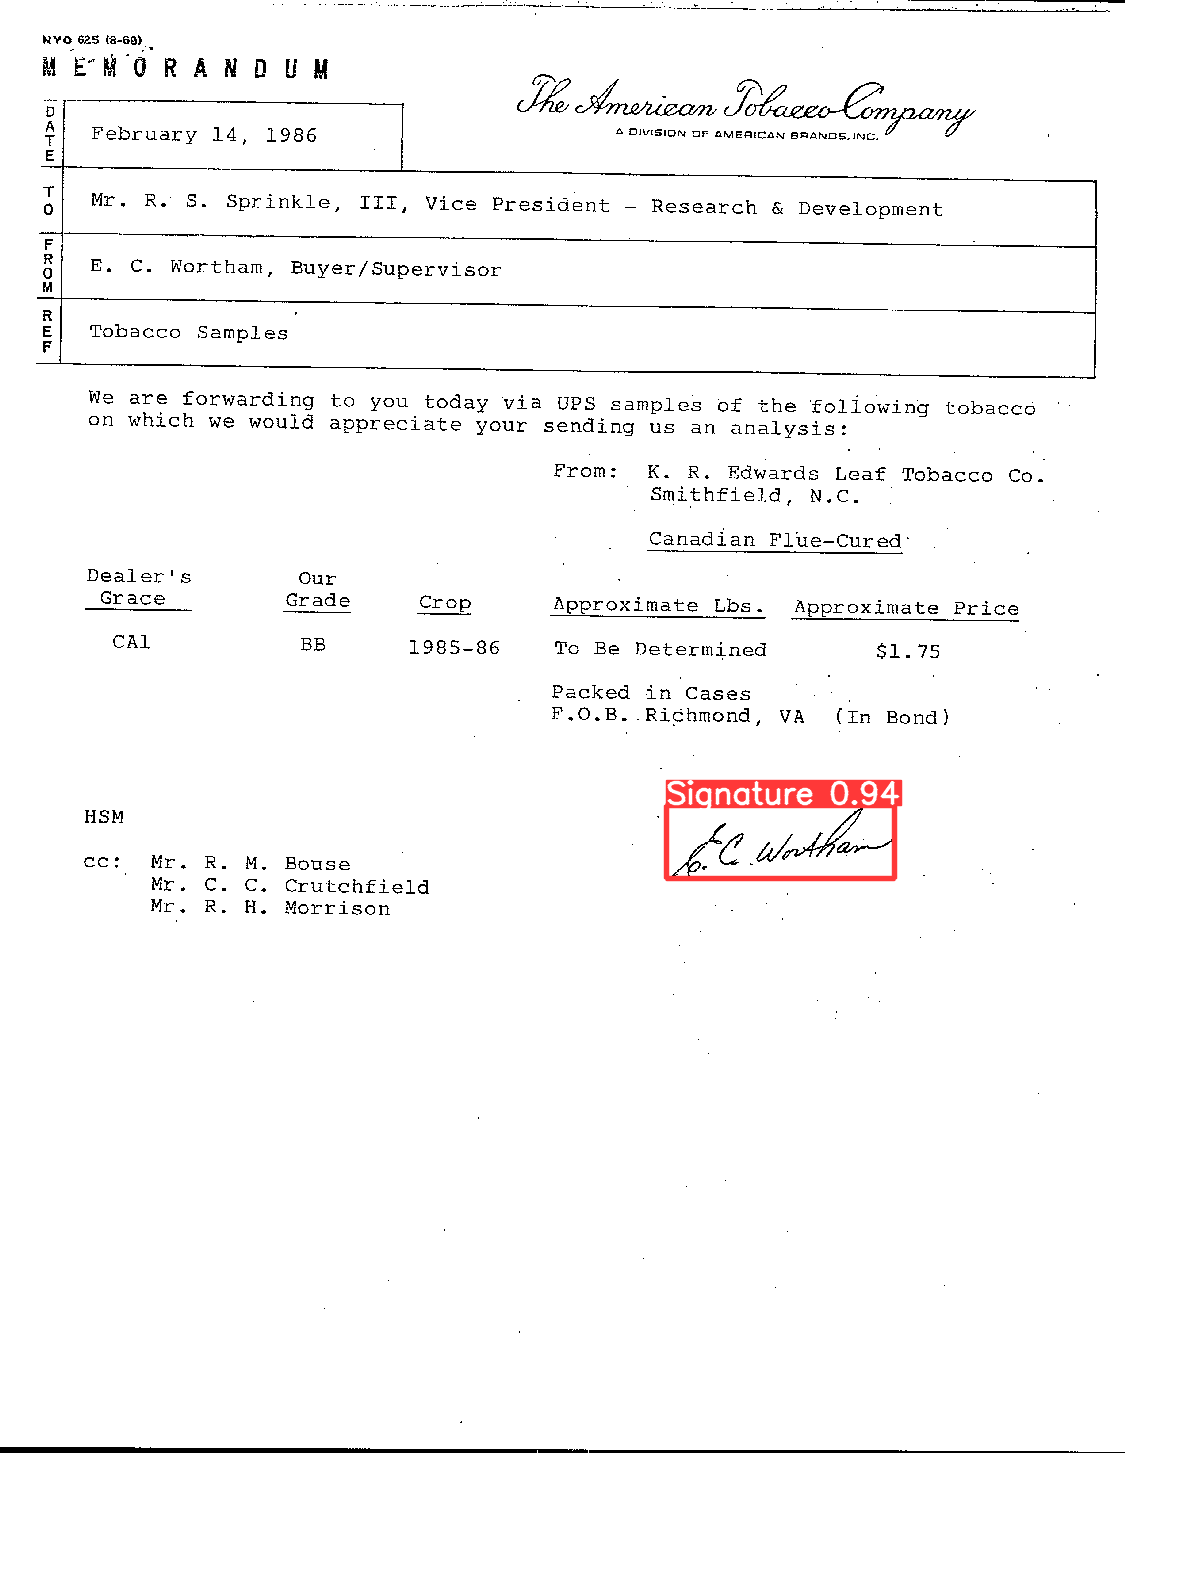 NYO 625 (8-69)
MEMORANDUM
The American Tobacco Company
A DIVISION OF AMERICAN BRANDS, INC.
DATE
February 14, 1986
TO
Mr. R. S. Sprinkle, III, Vice President - Research & Development
FROM
E. C. Wortham, Buyer/Supervisor
REF
Tobacco Samples
We are forwarding to you today via UPS samples of the following tobacco
on which we would appreciate your sending us an analysis:
From: K. R. Edwards Leaf Tobacco Co.
Smithfield, N.C.
Canadian Flue-Cured
Dealer's Our
Grace Grade Crop Approximate Lbs. Approximate Price
CA1 BB 1985-86 To Be Determined $1.75
Packed in Cases
F.O.B. Richmond, VA (In Bond)
Signature 0.94
E. C. Wortham
HSM
cc: Mr. R. M. Bouse
Mr. C. C. Crutchfield
Mr. R. H. Morrison